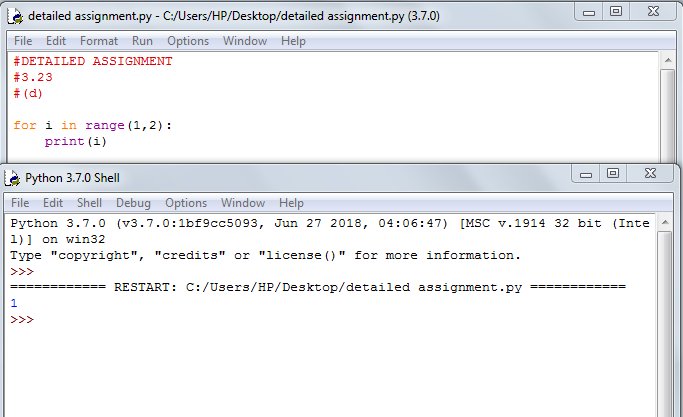 detailed assignment.py - C:/Users/HP/Desktop/detailed assignment.py (3.7.0)
File Edit Format Run Options Window Help
#DETAILED ASSIGNMENT
#3.23
#(d)
for i in range(1,2):
    print(i)
Python 3.7.0 Shell
File Edit Shell Debug Options Window Help
Python 3.7.0 (v3.7.0:1bf9cc5093, Jun 27 2018, 04:06:47) [MSC v.1914 32 bit (Inte
l)] on win32
Type "copyright", "credits" or "license()" for more information.
>>>
============ RESTART: C:/Users/HP/Desktop/detailed assignment.py ============
1
>>>